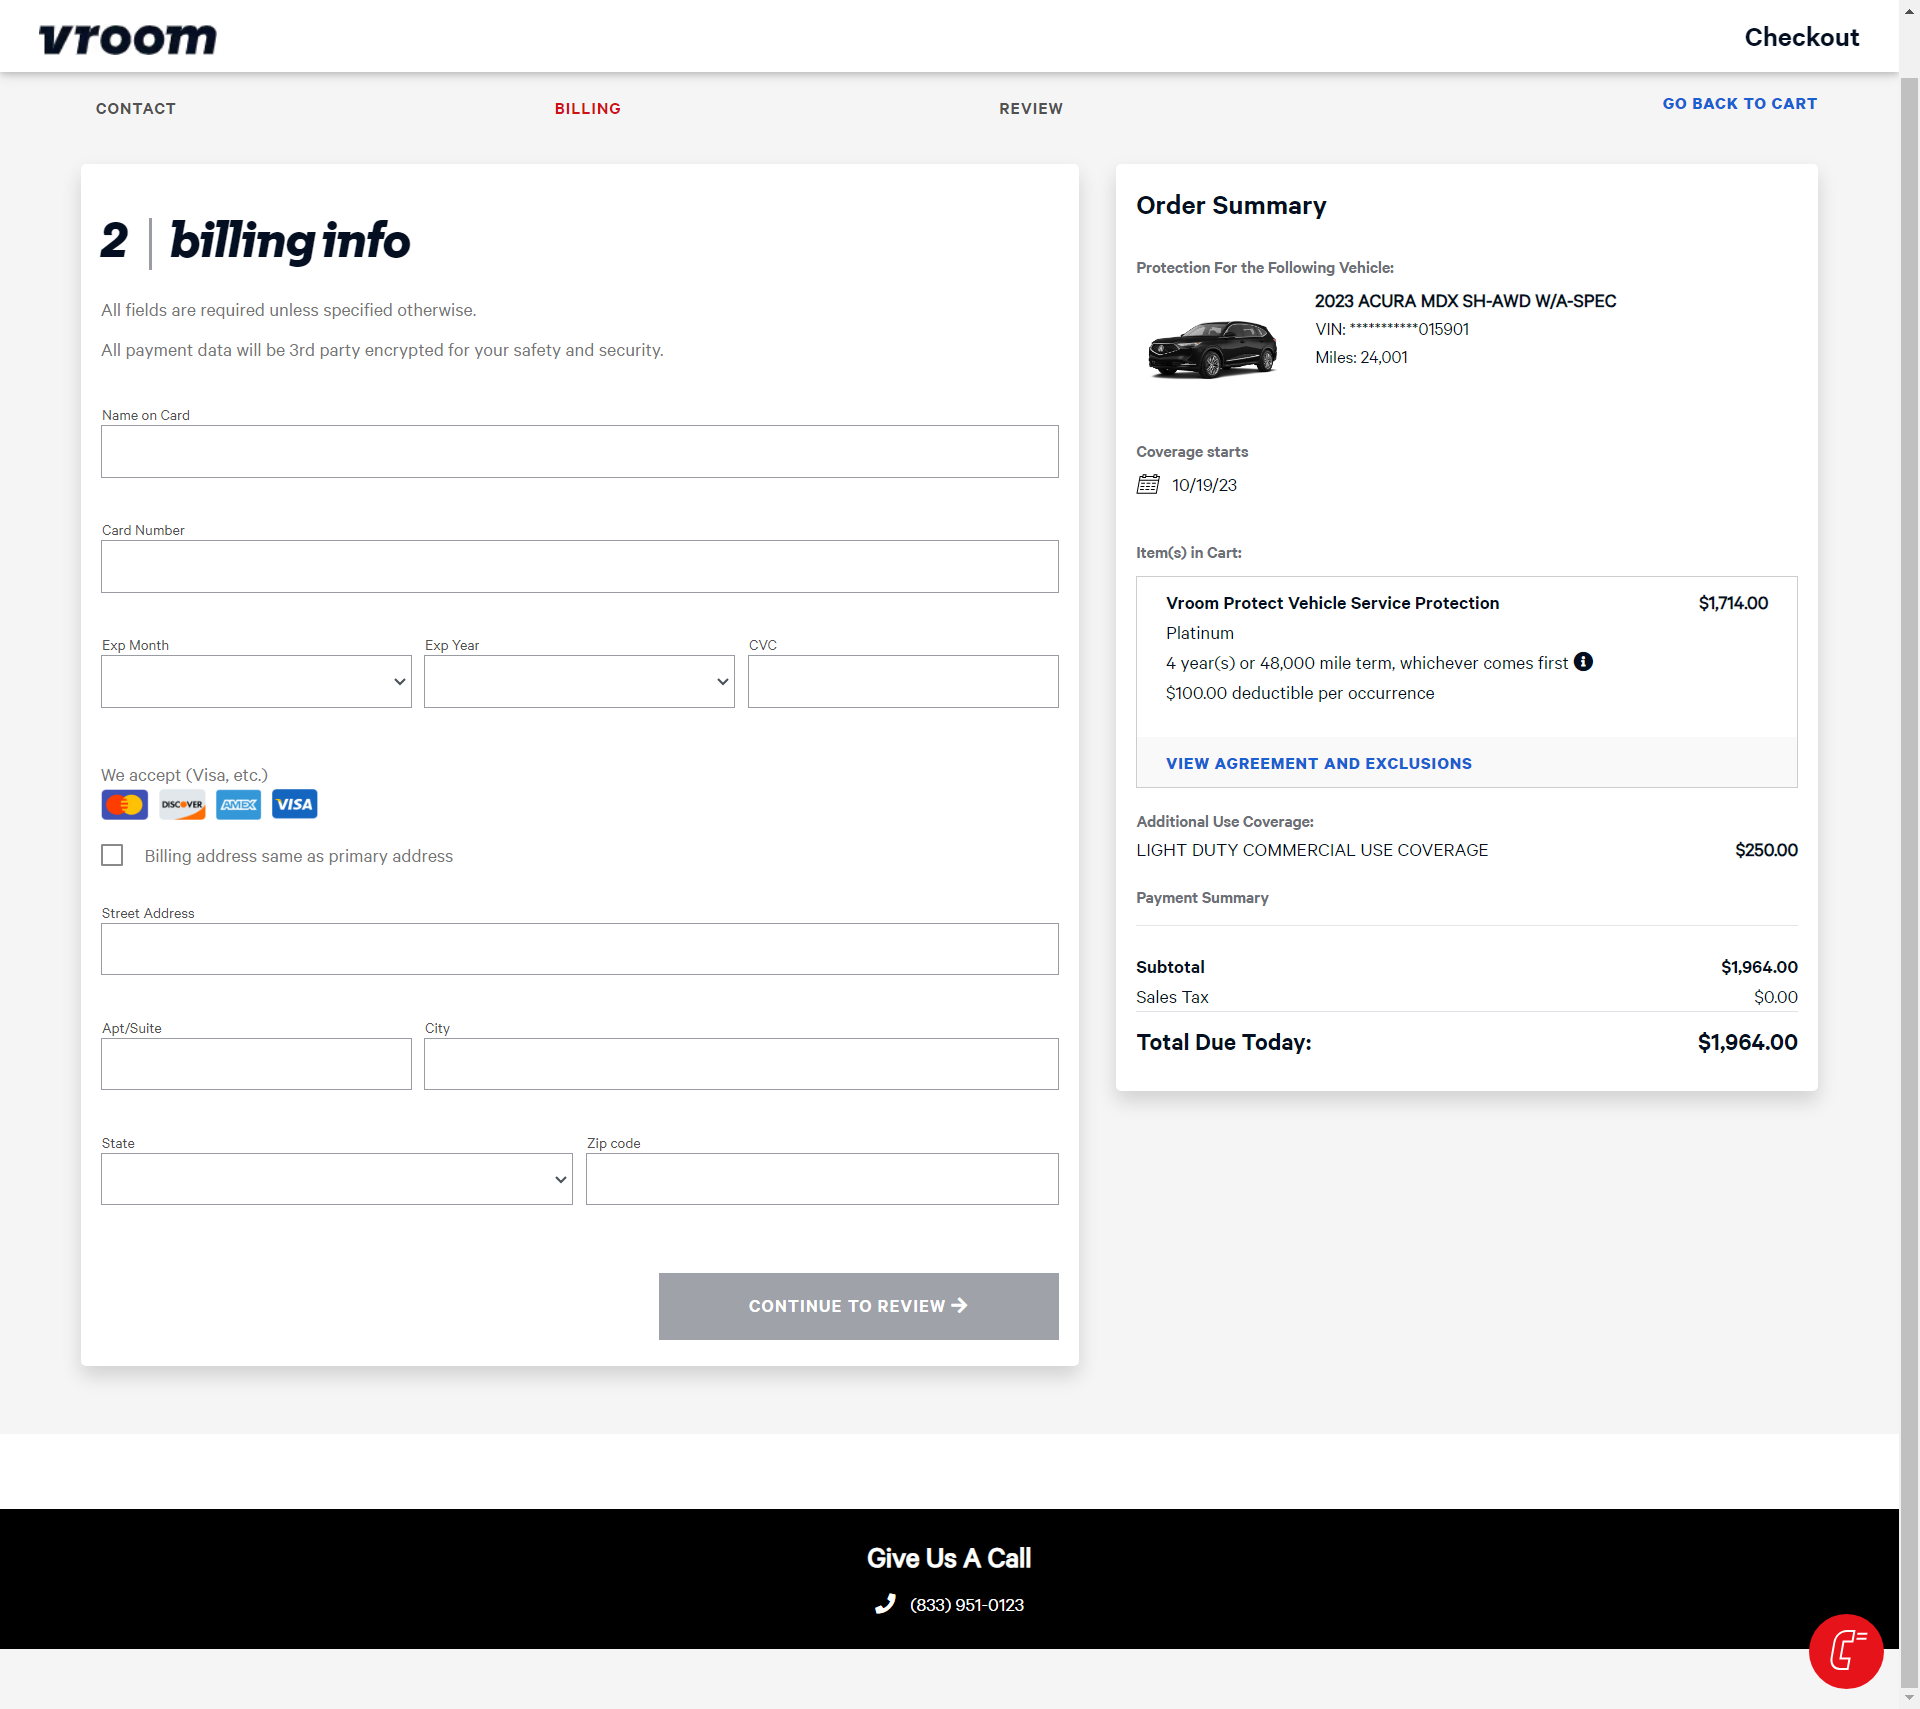 vroom
Checkout
CONTACT
BILLING
REVIEW
GO BACK TO CART
2 | billing info
All fields are required unless specified otherwise.
All payment data will be 3rd party encrypted for your safety and security.
Name on Card
Card Number
Exp Month
Exp Year
CVC
We accept (Visa, etc.)
DISCOVER
AMEX
VISA
Billing address same as primary address
Street Address
Apt/Suite
City
State
Zip code
CONTINUE TO REVIEW
Order Summary
Protection For the Following Vehicle:
2023 ACURA MDX SH-AWD W/A-SPEC
VIN: ***********015901
Miles: 24,001
Coverage starts
10/19/23
Item(s) in Cart:
Vroom Protect Vehicle Service Protection $1,714.00
Platinum
4 year(s) or 48,000 mile term, whichever comes first
$100.00 deductible per occurrence
VIEW AGREEMENT AND EXCLUSIONS
Additional Use Coverage:
LIGHT DUTY COMMERCIAL USE COVERAGE $250.00
Payment Summary
Subtotal $1,964.00
Sales Tax $0.00
Total Due Today: $1,964.00
Give Us A Call
(833) 951-0123